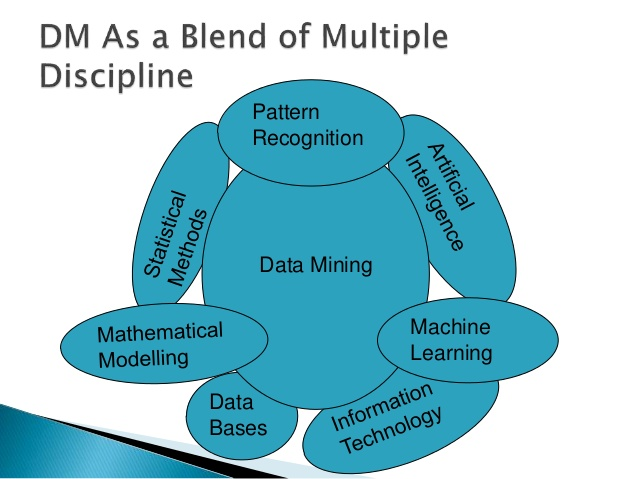 DM As a Blend of Multiple
Discipline
Pattern
Recognition
Artificial
Intelligence
Statistical
Methods
Data Mining
Mathematical
Modelling
Machine
Learning
Data
Bases
Information
Technology